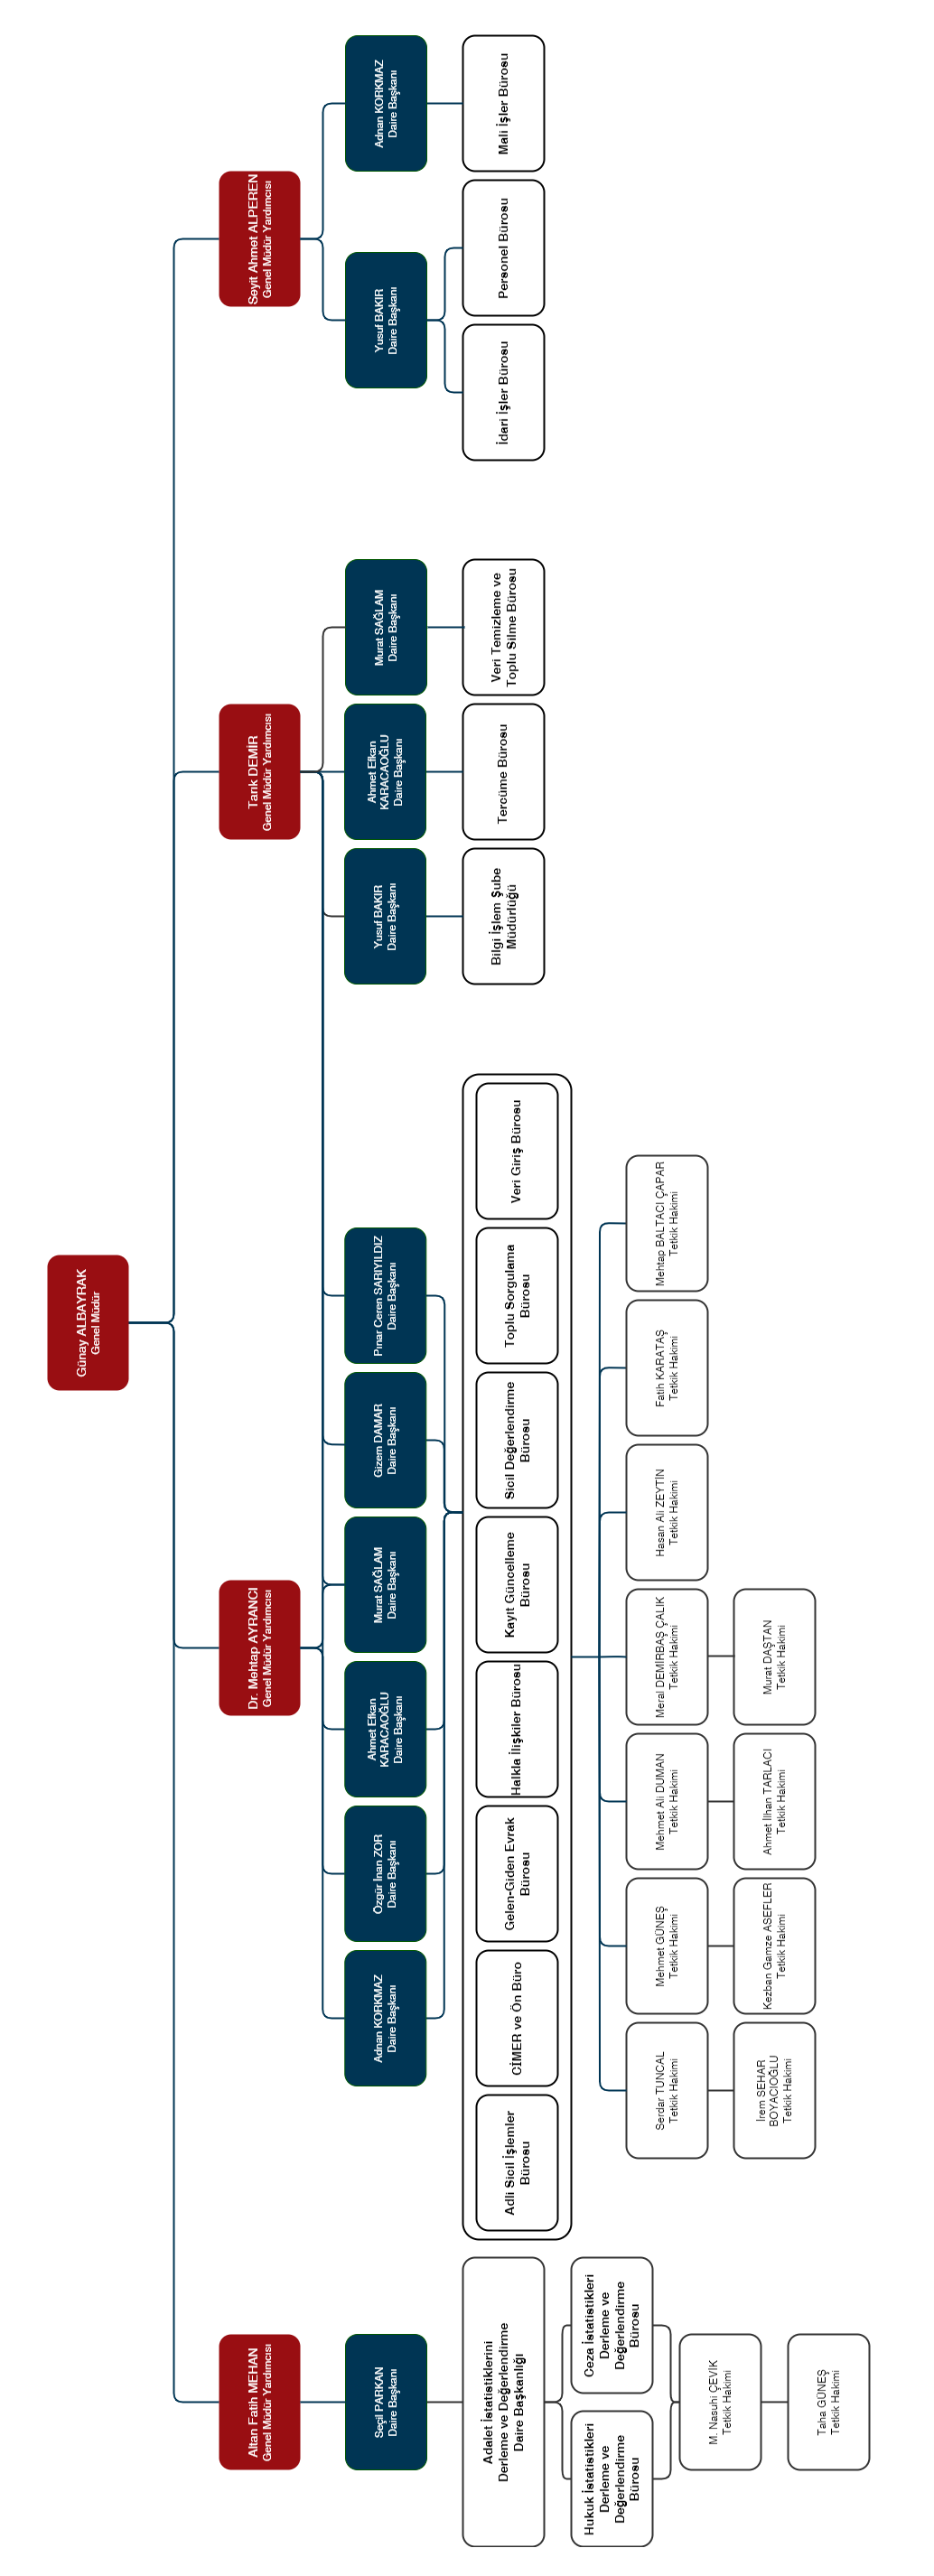 Günay ALBAYRAK
Genel Müdür
Altan Fatih MEHAN
Genel Müdür Yardımcısı
Dr. Mehtap AYRANCI
Genel Müdür Yardımcısı
Tarık DEMİR
Genel Müdür Yardımcısı
Seyit Ahmet ALPEREN
Genel Müdür Yardımcısı
Seçil PARKAN
Daire Başkanı
Adnan KORKMAZ
Daire Başkanı
Özgür İnan ZOR
Daire Başkanı
Ahmet Efkan
KARACAOĞLU
Daire Başkanı
Murat SAĞLAM
Daire Başkanı
Gizem DAMAR
Daire Başkanı
Pınar Ceren SARIYILDIZ
Daire Başkanı
Yusuf BAKIR
Daire Başkanı
Ahmet Efkan
KARACAOĞLU
Daire Başkanı
Murat SAĞLAM
Daire Başkanı
Yusuf BAKIR
Daire Başkanı
Adnan KORKMAZ
Daire Başkanı
Adalet İstatistiklerini
Derleme ve Değerlendirme
Daire Başkanlığı
Adli Sicil İşlemler
Bürosu
CİMER ve Ön Büro
Gelen-Giden Evrak
Bürosu
Halkla İlişkiler Bürosu
Kayıt Güncelleme
Bürosu
Sicil Değerlendirme
Bürosu
Toplu Sorgulama
Bürosu
Veri Giriş Bürosu
Bilgi İşlem Şube
Müdürlüğü
Tercüme Bürosu
Veri Temizleme ve
Toplu Silme Bürosu
İdari İşler Bürosu
Personel Bürosu
Mali İşler Bürosu
Hukuk İstatistikleri
Derleme ve
Değerlendirme
Bürosu
Ceza İstatistikleri
Derleme ve
Değerlendirme
Bürosu
Serdar TUNCAL
Tetkik Hakimi
Mehmet GÜNEŞ
Tetkik Hakimi
Mehmet Ali DUMAN
Tetkik Hakimi
Meral DEMİRBAŞ ÇALIK
Tetkik Hakimi
Hasan Ali ZEYTİN
Tetkik Hakimi
Fatih KARATAŞ
Tetkik Hakimi
Mehtap BALTACI ÇAPAR
Tetkik Hakimi
M. Nasuhi ÇEVİK
Tetkik Hakimi
İrem SEHAR
BOYACIOĞLU
Tetkik Hakimi
Kezban Gamze ASEFLER
Tetkik Hakimi
Ahmet İlhan TARLACI
Tetkik Hakimi
Murat DAŞTAN
Tetkik Hakimi
Taha GÜNEŞ
Tetkik Hakimi